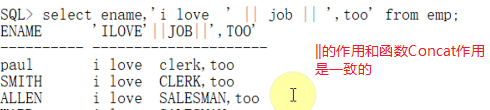 SQL> select ename,'i love ' || job || ',too' from emp;
ENAME 'ILOVE'||JOB||',TOO'
---------- ---------------------
paul i love clerk,too
SMITH i love CLERK,too
ALLEN i love SALESMAN,too
||的作用和函数Concat作用
是一致的